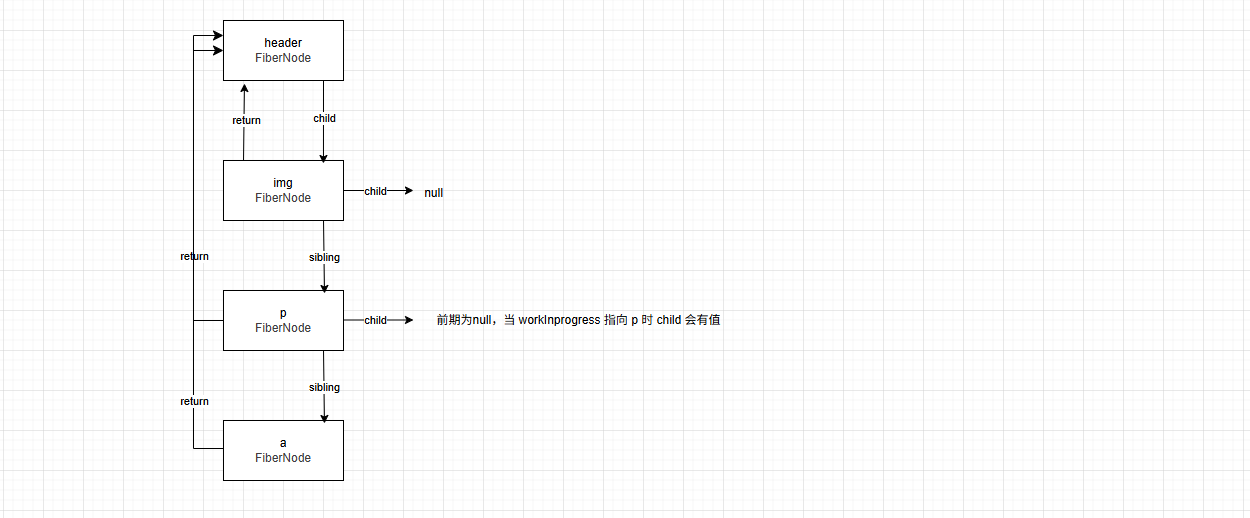 header
FiberNode
return
child
img
FiberNode
child
null
return
sibling
p
FiberNode
child
前期为null，当 workInprogress 指向 p 时 child 会有值
sibling
return
a
FiberNode